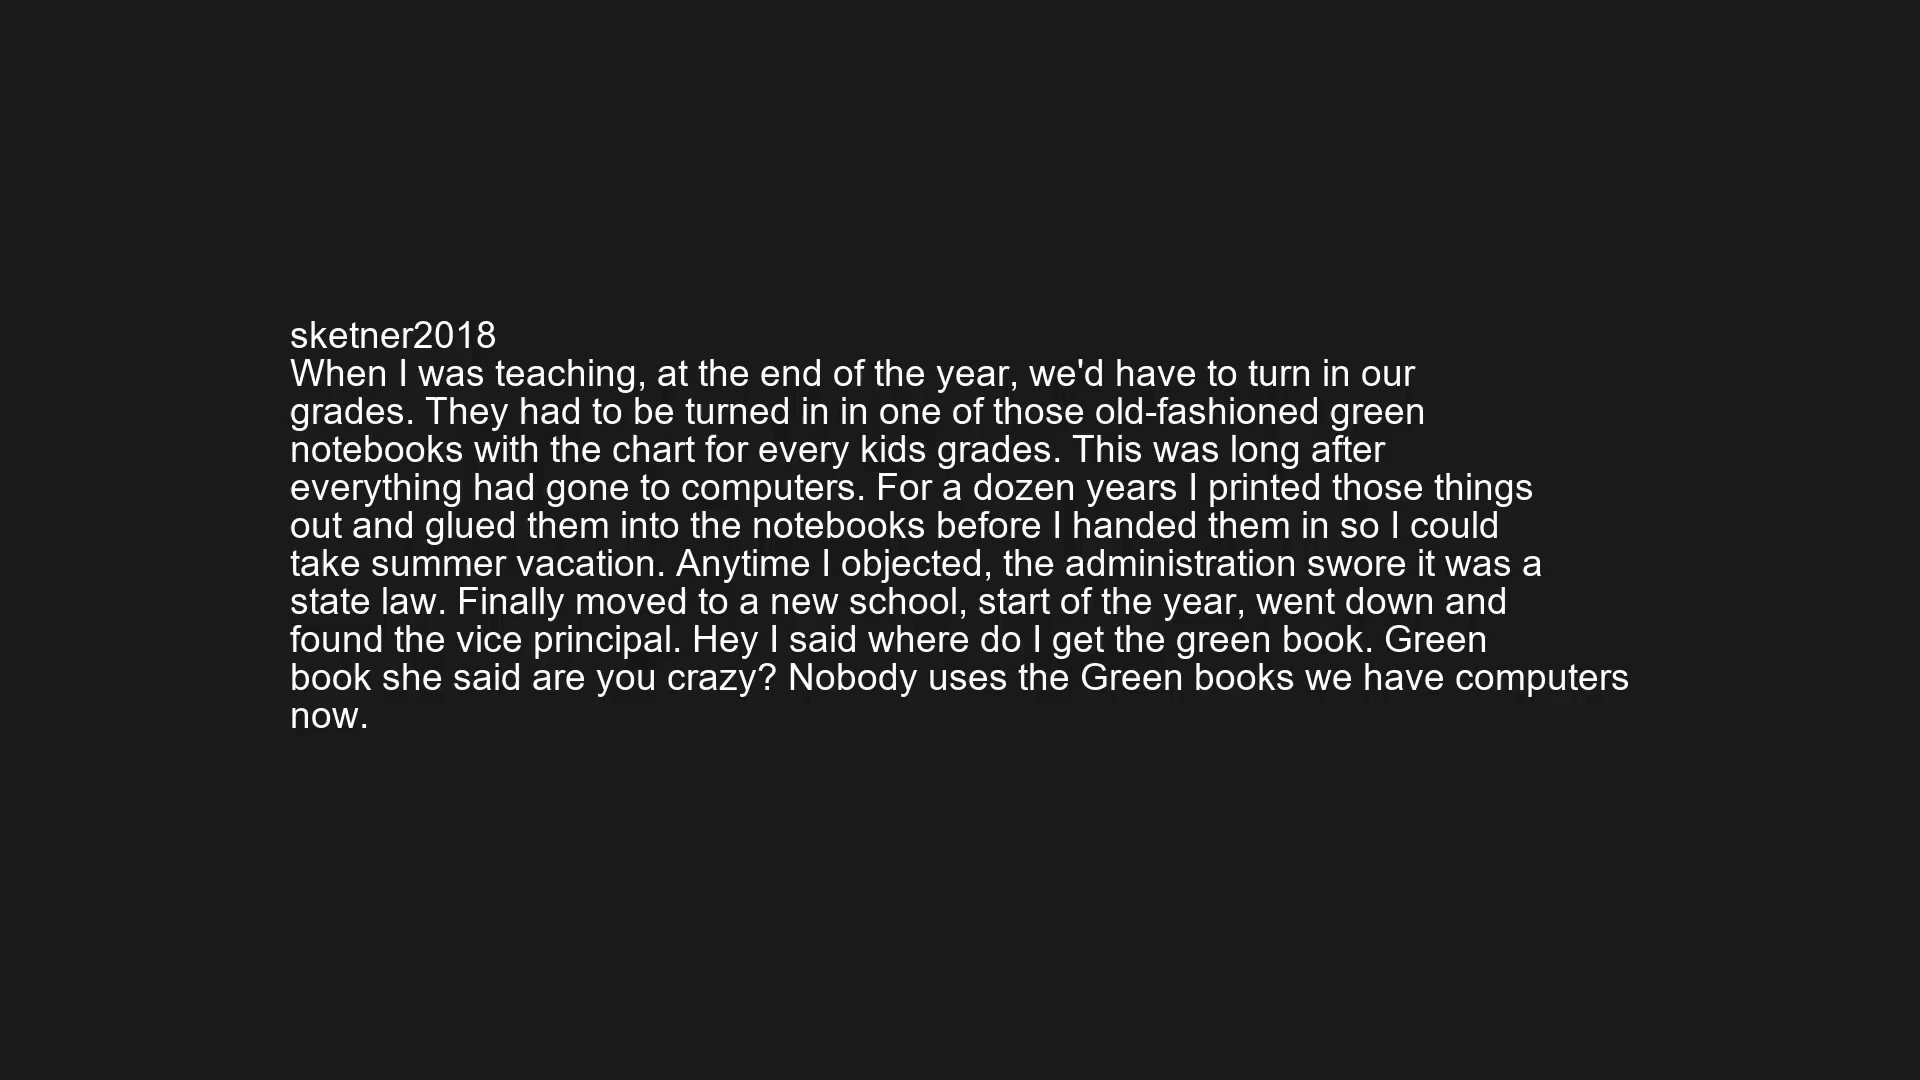 sketner2018
When I was teaching, at the end of the year, we'd have to turn in our
grades. They had to be turned in in one of those old-fashioned green
notebooks with the chart for every kids grades. This was long after
everything had gone to computers. For a dozen years I printed those things
out and glued them into the notebooks before I handed them in so I could
take summer vacation. Anytime I objected, the administration swore it was a
state law. Finally moved to a new school, start of the year, went down and
found the vice principal. Hey I said where do I get the green book. Green
book she said are you crazy? Nobody uses the Green books we have computers
now.